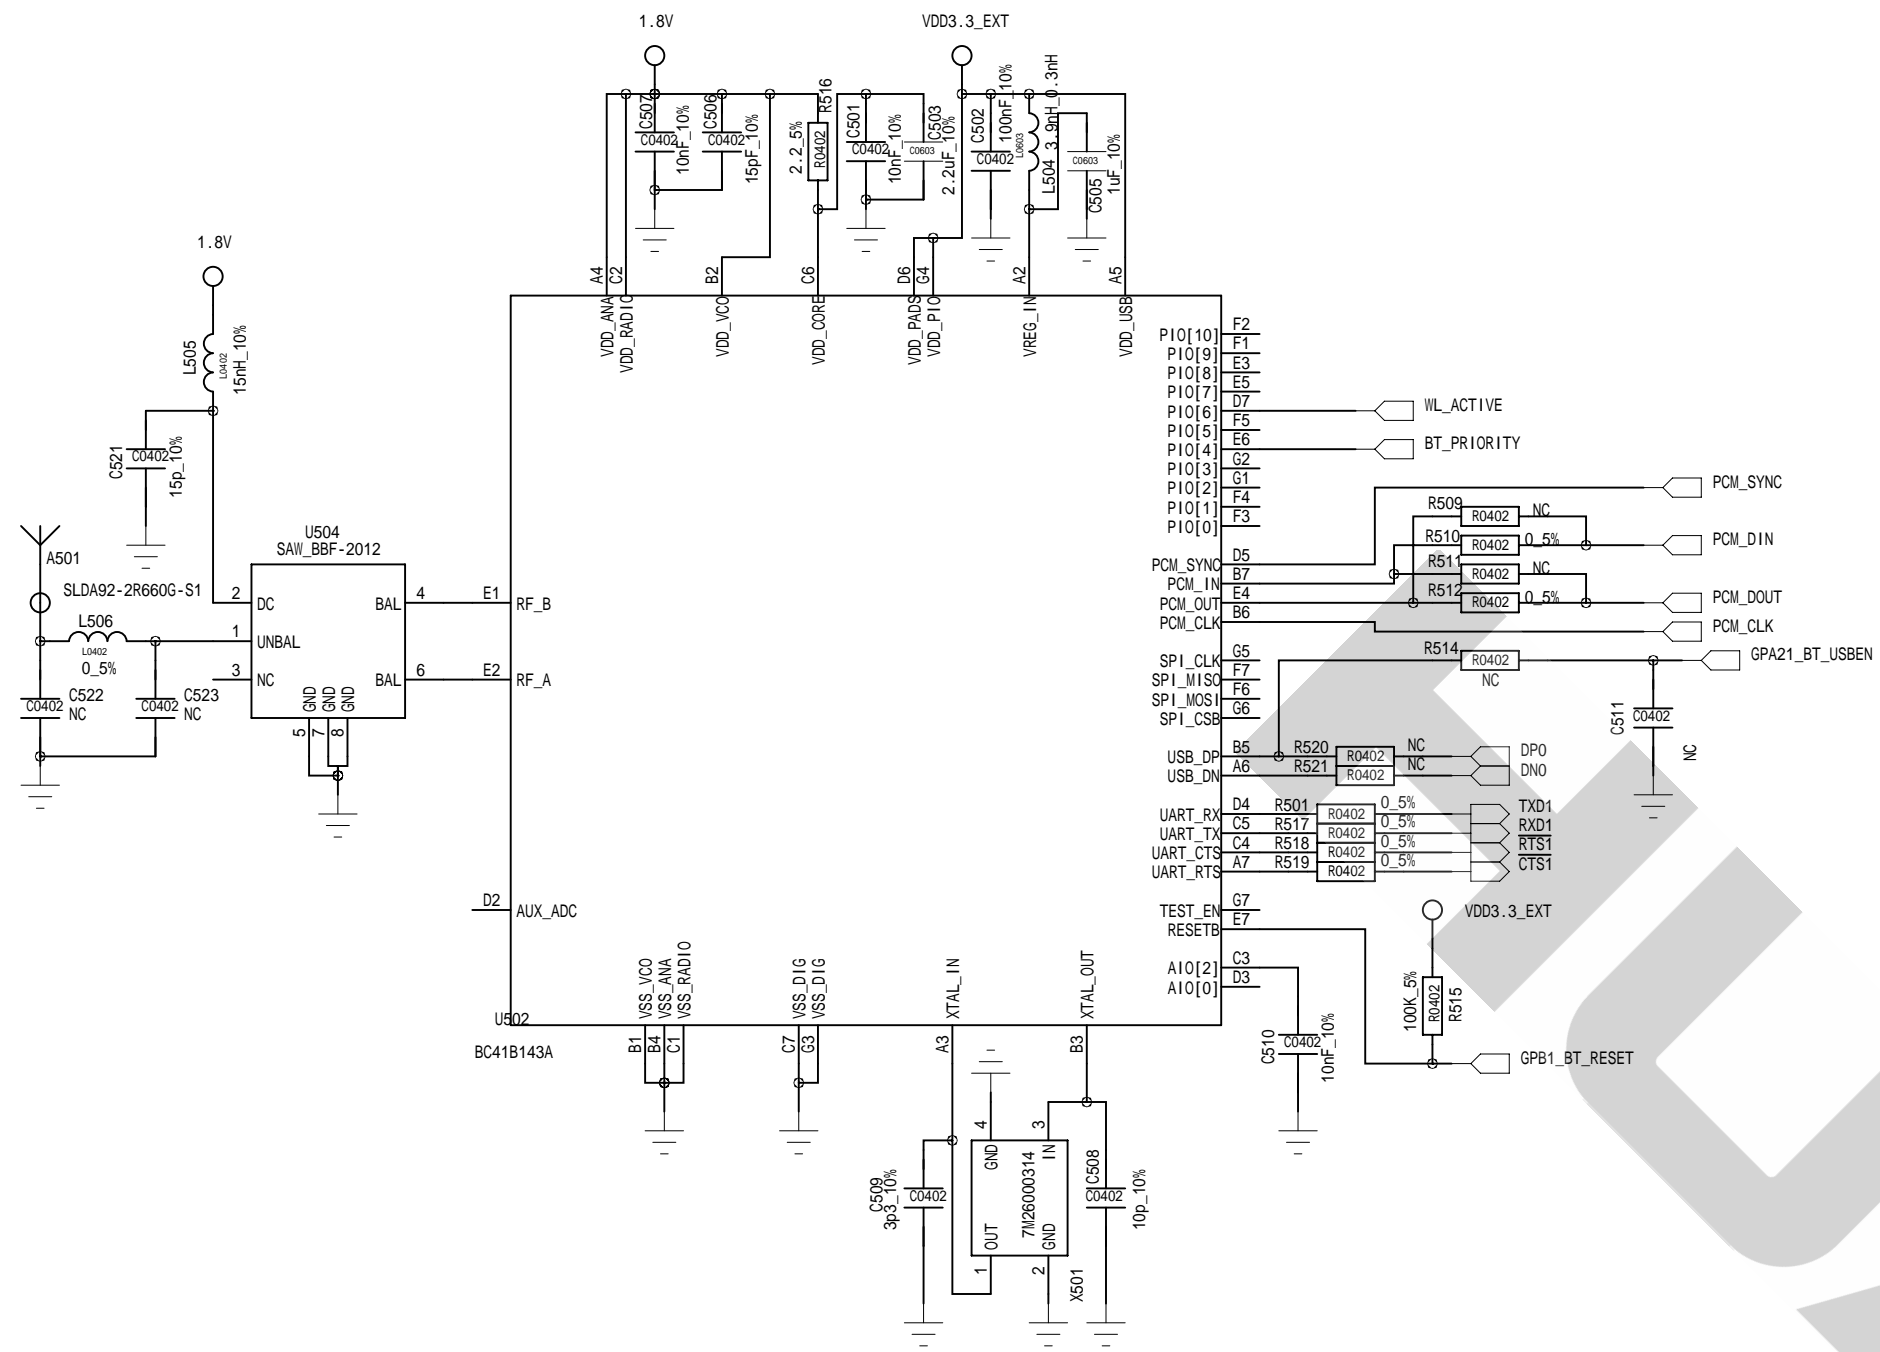 1.8V
VDD3.3_EXT
C507
C0402
10nF_10%
C506
C0402
15pF_10%
R516
R0402
2.2_5%
C501
C0402
10nF_10%
C503
C0603
2.2uF_10%
C502
C0402
100nF_10%
L504 3.9nH_0.3nH
L0603
C505
C0603
1uF_10%
A4
C2
B2
C6
D6
G4
A2
A5
VDD_ANA
VDD_RADIO
VDD_VCO
VDD_CORE
VDD_PADS
VDD_PIO
VREG_IN
VDD_USB
1.8V
L505
L0402
15nH_10%
C521
C0402
15p_10%
A501
SLDA92-2R660G-S1
L506
L0402
0_5%
C522
C0402
NC
C523
C0402
NC
U504
SAW_BBF-2012
2 DC
1 UNBAL
3 NC
BAL 4
BAL 6
GND
GND
GND
5
7
8
E1 RF_B
E2 RF_A
D2 AUX_ADC
PIO[10] F2
PIO[9] F1
PIO[8] E3
PIO[7] E5
PIO[6] D7 WL_ACTIVE
PIO[5] F5
PIO[4] E6 BT_PRIORITY
PIO[3] G2
PIO[2] G1
PIO[1] F4
PIO[0] F3
PCM_SYNC D5 PCM_SYNC
PCM_IN B7
PCM_OUT E4
PCM_CLK B6
R509 R0402 NC
R510 R0402 0_5% PCM_DIN
R511 R0402 NC
R512 R0402 0_5% PCM_DOUT
PCM_CLK
SPI_CLK G5
SPI_MISO F7
SPI_MOSI F6
SPI_CSB G6
R514 R0402 NC GPA21_BT_USBEN
C511
C0402
NC
USB_DP B5 R520 R0402 NC DP0
USB_DN A6 R521 R0402 NC DN0
UART_RX D4 R501 R0402 0_5% TXD1
UART_TX C5 R517 R0402 0_5% RXD1
UART_CTS C4 R518 R0402 0_5% RTS1
UART_RTS A7 R519 R0402 0_5% CTS1
TEST_EN G7
RESETB E7
VDD3.3_EXT
100K_5%
R0402
R515
GPB1_BT_RESET
AIO[2] C3
AIO[0] D3
C510
C0402
10nF_10%
VSS_VCO
VSS_ANA
VSS_RADIO
VSS_DIG
VSS_DIG
XTAL_IN
XTAL_OUT
U502
BC41B143A
B1
B4
C1
C7
G3
A3
B3
C509
C0402
3p3_10%
4
GND
3
IN
7M26000314
OUT
1
GND
2
X501
C508
C0402
10p_10%